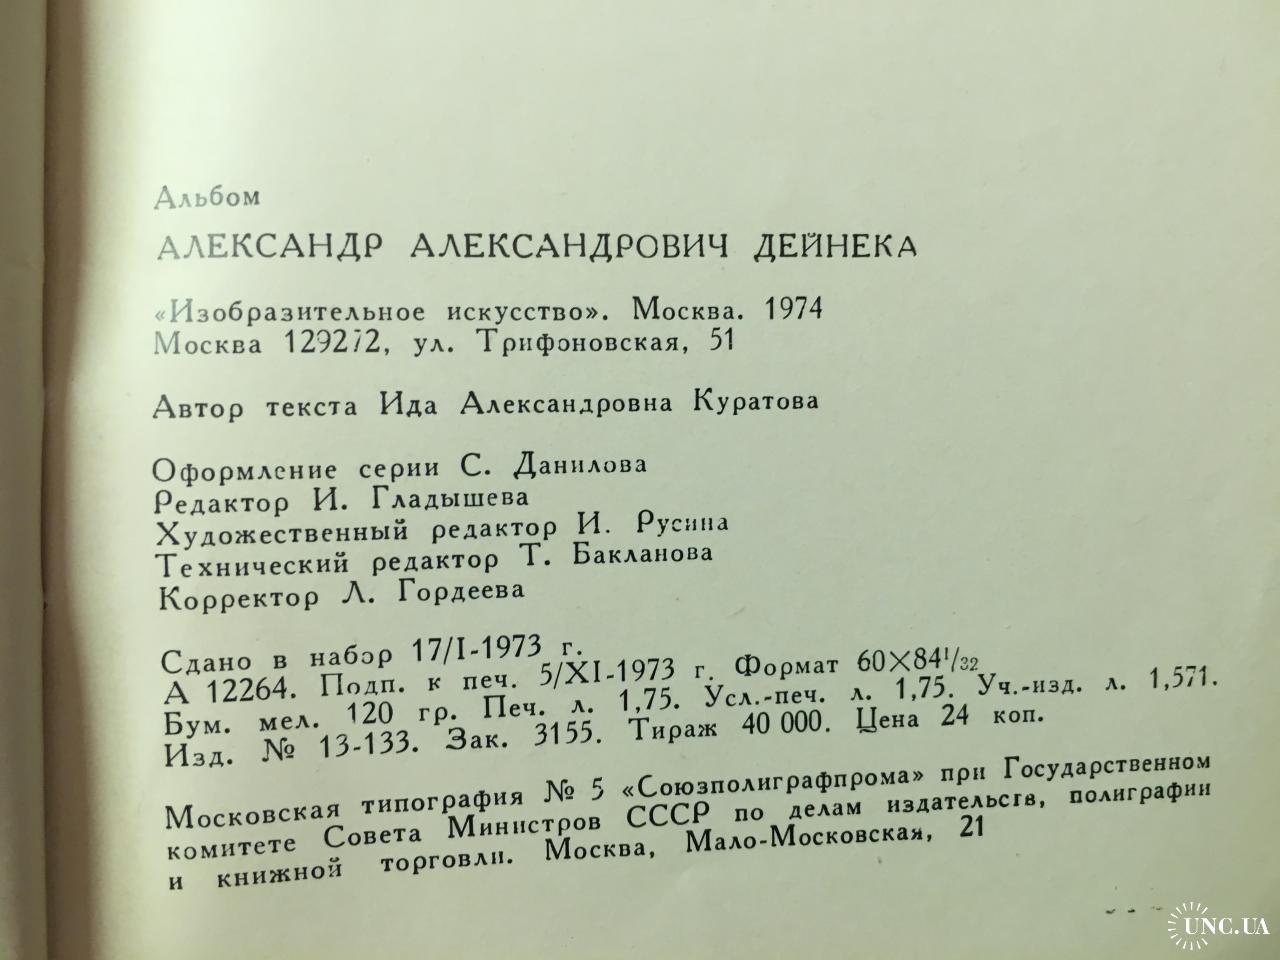 Альбом
АЛЕКСАНДР АЛЕКСАНДРОВИЧ ДЕЙНЕКА
«Изобразительное искусство». Москва. 1974
Москва 129272, ул. Трифоновская, 51
Автор текста Ида Александровна Куратова
Оформление серии С. Данилова
Редактор И. Гладышева
Художественный редактор И. Русина
Технический редактор Т. Бакланова
Корректор Л. Гордеева
Сдано в набор 17/I-1973 г.
А 12264. Подп. к печ. 5/XI-1973 г. Формат 60×84¹/₃₂
Бум. мел. 120 гр. Печ. л. 1,75. Усл.-печ. л. 1,75. Уч.-изд. л. 1,571.
Изд. № 13-133. Зак. 3155. Тираж 40 000. Цена 24 коп.
Московская типография № 5 «Союзполиграфпрома» при Государственном
комитете Совета Министров СССР по делам издательств, полиграфии
и книжной торговли. Москва, Мало-Московская, 21
UNC.UA